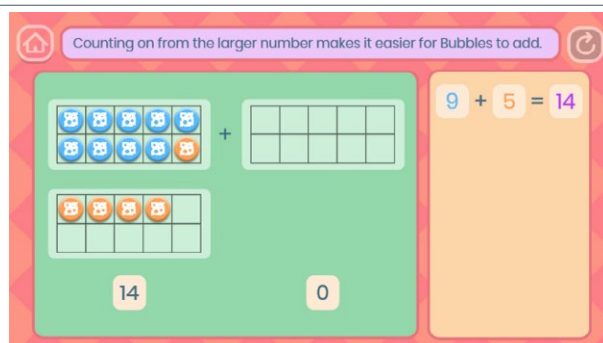 Counting on from the larger number makes it easier for Bubbles to add.
9 + 5 = 14
+
14 0